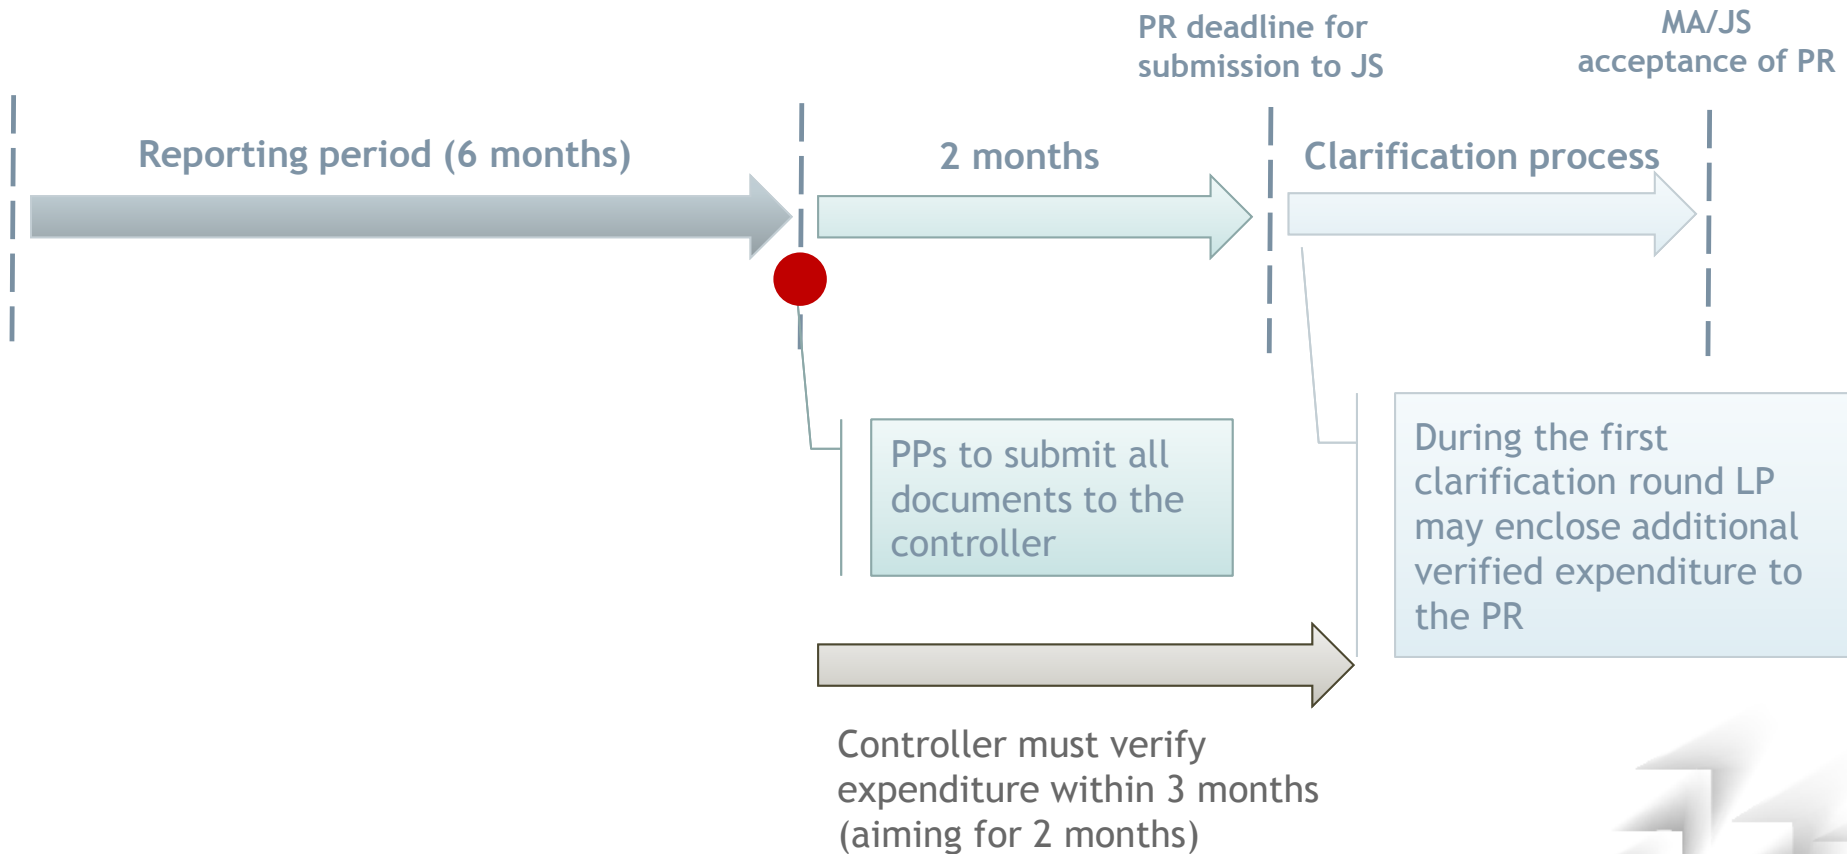 PR deadline for
submission to JS
MA/JS
acceptance of PR
Reporting period (6 months)
2 months
Clarification process
PPs to submit all
documents to the
controller
During the first
clarification round LP
may enclose additional
verified expenditure to
the PR
Controller must verify
expenditure within 3 months
(aiming for 2 months)